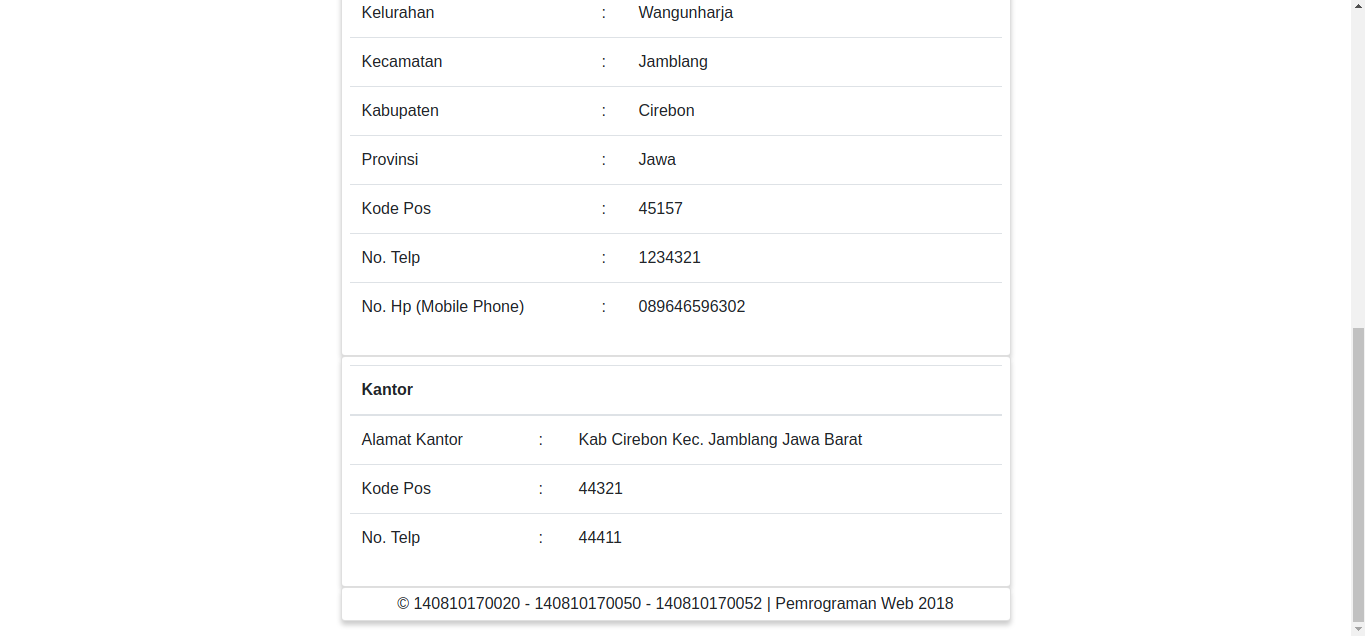 Kelurahan : Wangunharja
Kecamatan : Jamblang
Kabupaten : Cirebon
Provinsi : Jawa
Kode Pos : 45157
No. Telp : 1234321
No. Hp (Mobile Phone) : 089646596302
Kantor
Alamat Kantor : Kab Cirebon Kec. Jamblang Jawa Barat
Kode Pos : 44321
No. Telp : 44411
© 140810170020 - 140810170050 - 140810170052 | Pemrograman Web 2018